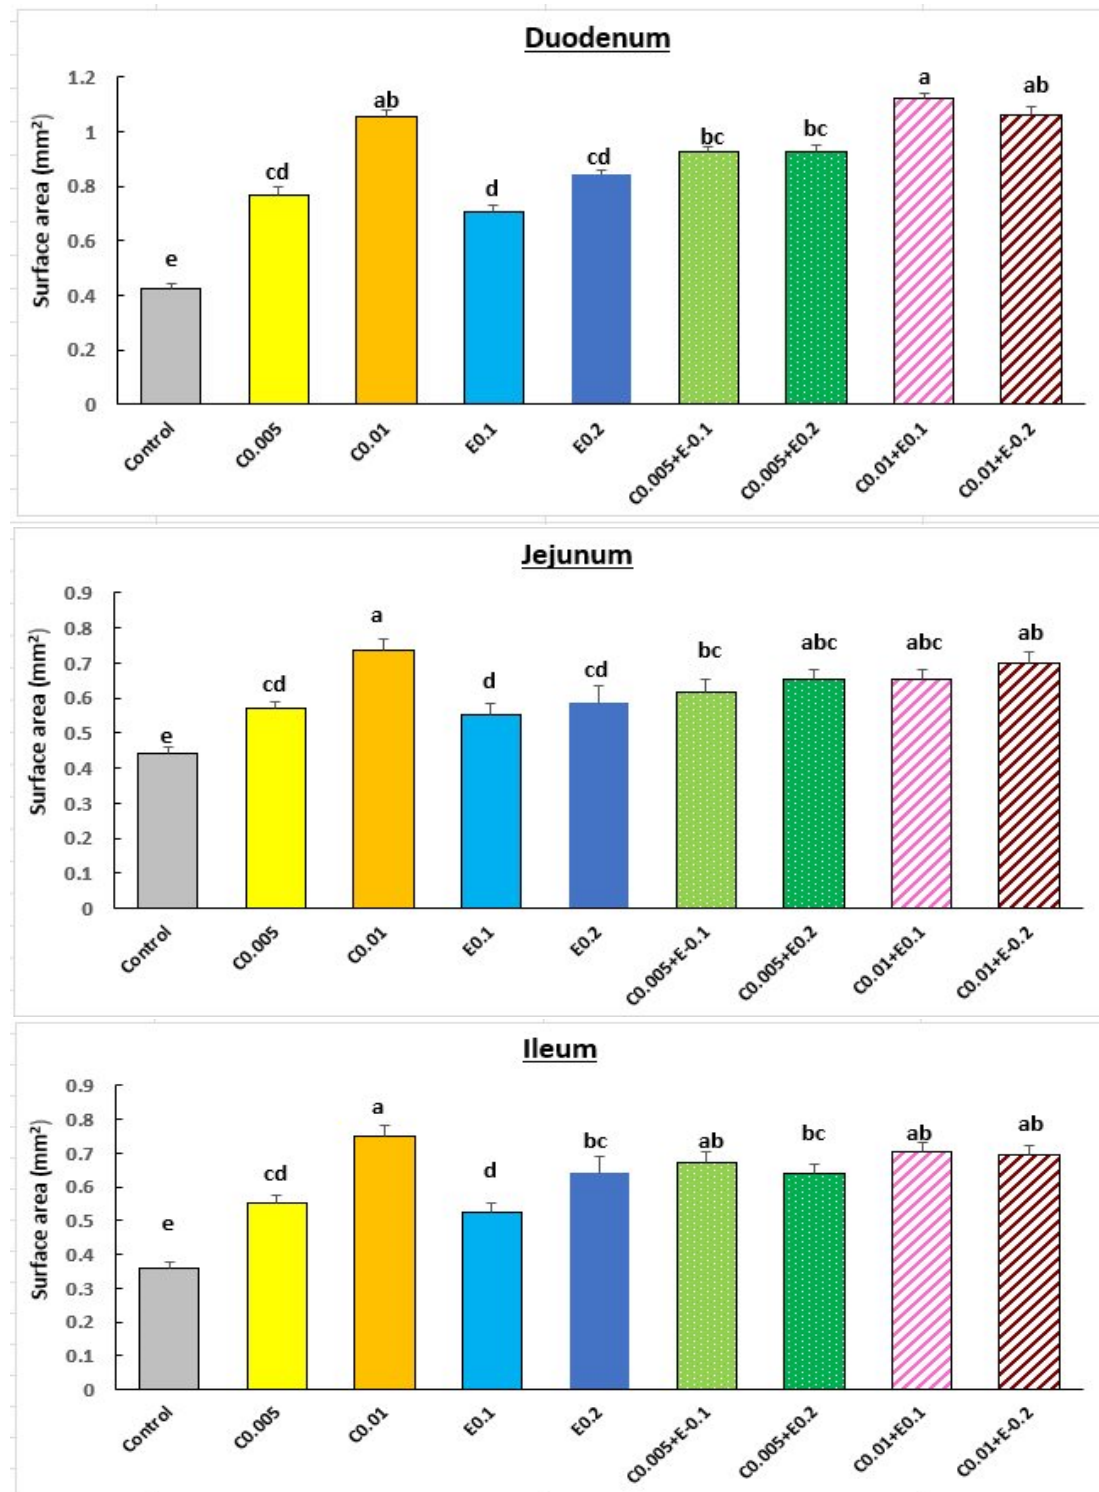 Duodenum
Surface area (mm²)
1.2
1
0.8
0.6
0.4
0.2
0
e
cd
ab
d
cd
bc
bc
a
ab
Control
C0.005
C0.01
E0.1
E0.2
C0.005+E-0.1
C0.005+E0.2
C0.01+E0.1
C0.01+E-0.2
Jejunum
Surface area (mm²)
0.9
0.8
0.7
0.6
0.5
0.4
0.3
0.2
0.1
0
e
cd
a
d
cd
bc
abc
abc
ab
Control
C0.005
C0.01
E0.1
E0.2
C0.005+E-0.1
C0.005+E0.2
C0.01+E0.1
C0.01+E-0.2
Ileum
Surface area (mm²)
0.9
0.8
0.7
0.6
0.5
0.4
0.3
0.2
0.1
0
e
cd
a
d
bc
ab
bc
ab
ab
Control
C0.005
C0.01
E0.1
E0.2
C0.005+E-0.1
C0.005+E0.2
C0.01+E0.1
C0.01+E-0.2